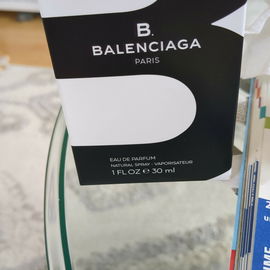 B.
BALENCIAGA
PARIS
EAU DE PARFUM
NATURAL SPRAY - VAPORISATEUR
1 FL OZ ℮ 30 ml